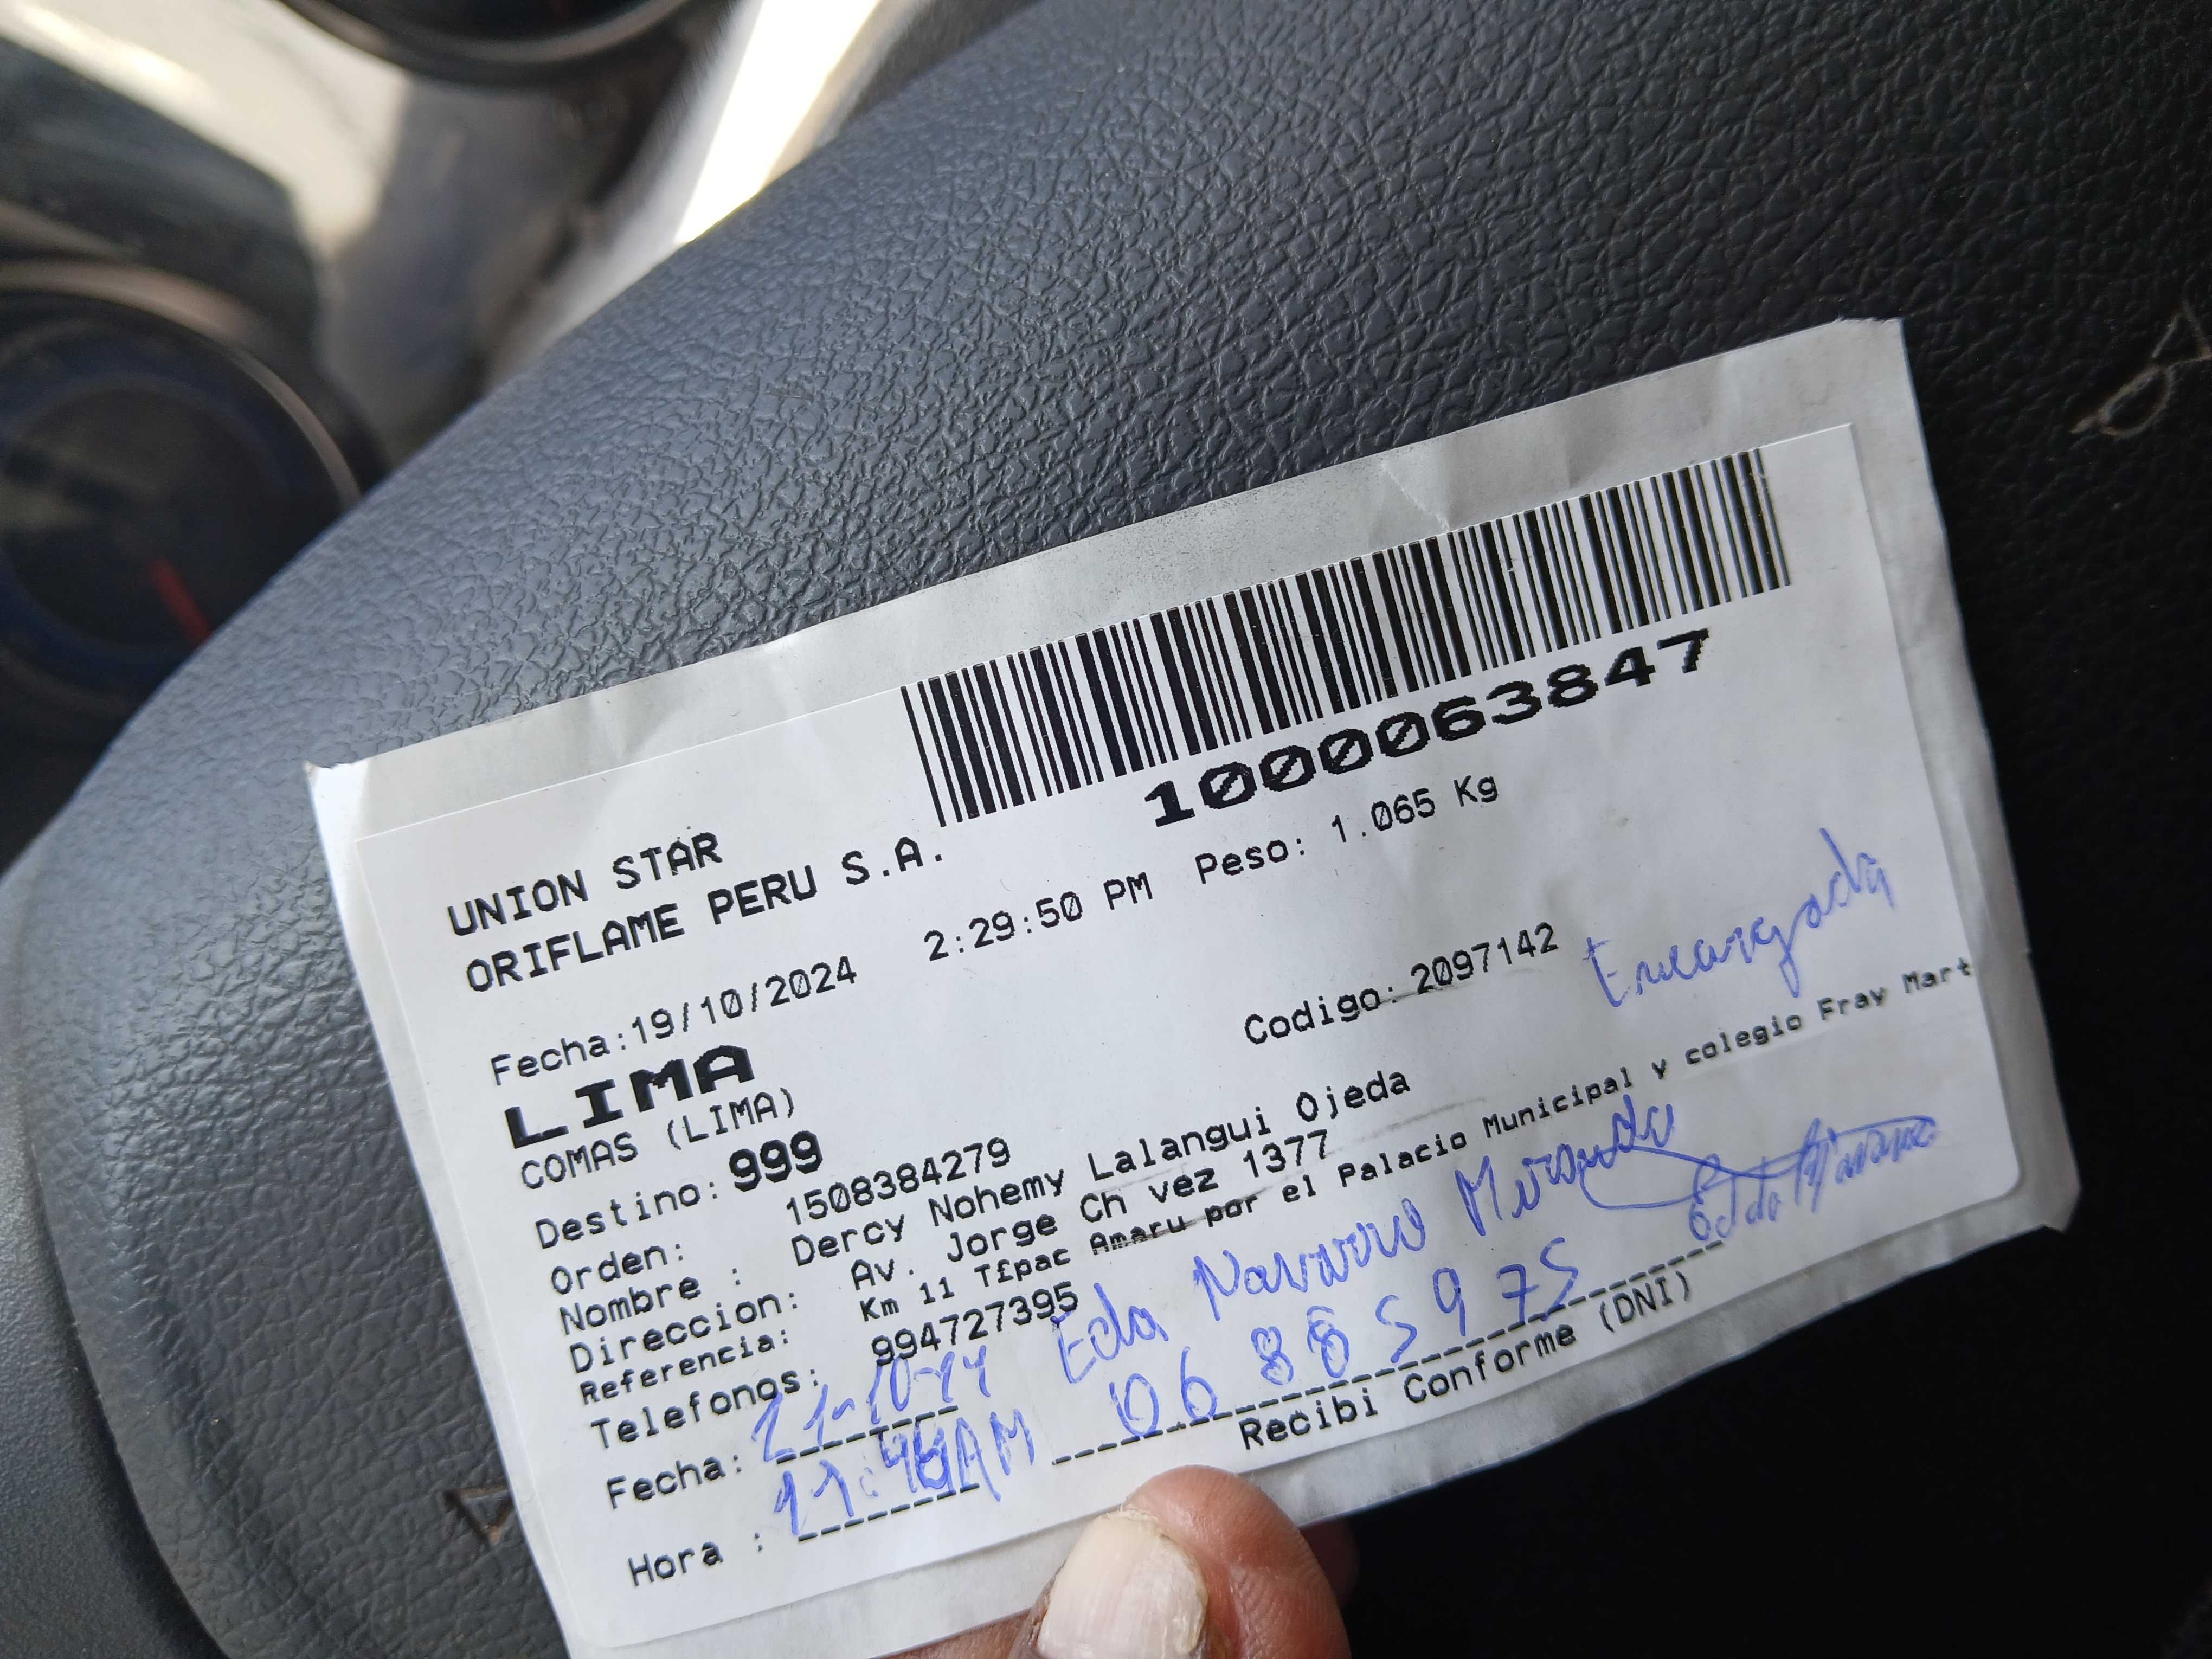 1000063847
UNION STAR
ORIFLAME PERU S.A.
Fecha:19/10/2024 2:29:50 PM Peso: 1.065 Kg
LIMA
COMAS (LIMA)
Codigo: 2097142
Encargada
Destino: 999
Orden: 1508384279
Nombre : Dercy Nohemy Lalangui Ojeda
Direccion: Av. Jorge Ch vez 1377
Referencia: Km 11 T£pac Amaru por el Palacio Municipal y colegio Fray Mart
Telefonos: 994727395
Eda Navarro Miranda
Fecha: 21-10-
06885975
Hora : 11:48AM
Recibi Conforme (DNI)